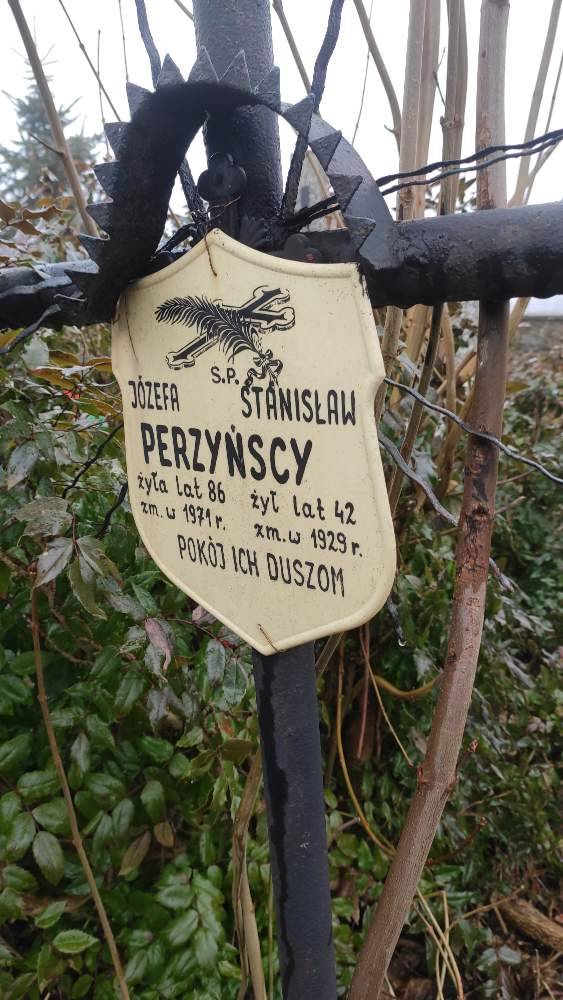 Ś.P.
JÓZEFA STANISŁAW
PERZYŃSCY
żyła lat 86 żył lat 42
zm. w 1971 r. zm. w 1929 r.
POKÓJ ICH DUSZOM